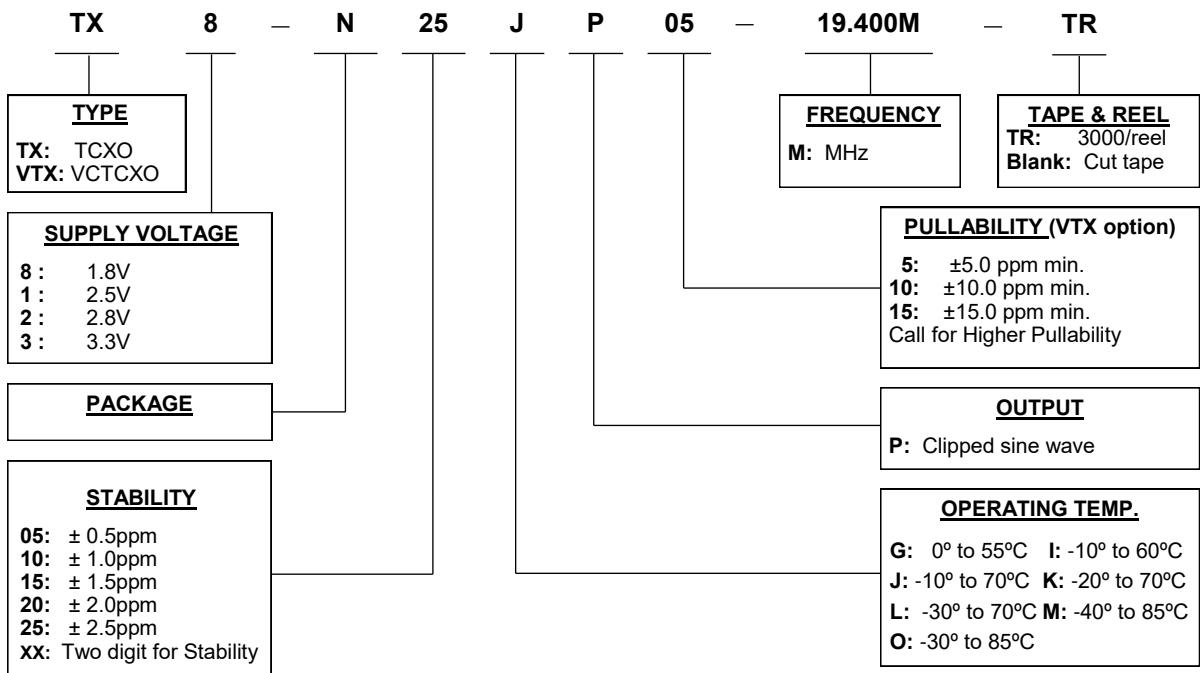 TX 8 — N 25 J P 05 — 19.400M — TR
TYPE
TX: TCXO
VTX: VCTCXO
FREQUENCY
M: MHz
TAPE & REEL
TR: 3000/reel
Blank: Cut tape
SUPPLY VOLTAGE
8 : 1.8V
1 : 2.5V
2 : 2.8V
3 : 3.3V
PULLABILITY (VTX option)
5: ±5.0 ppm min.
10: ±10.0 ppm min.
15: ±15.0 ppm min.
Call for Higher Pullability
PACKAGE
OUTPUT
P: Clipped sine wave
STABILITY
05: ± 0.5ppm
10: ± 1.0ppm
15: ± 1.5ppm
20: ± 2.0ppm
25: ± 2.5ppm
XX: Two digit for Stability
OPERATING TEMP.
G: 0º to 55ºC I: -10º to 60ºC
J: -10º to 70ºC K: -20º to 70ºC
L: -30º to 70ºC M: -40º to 85ºC
O: -30º to 85ºC